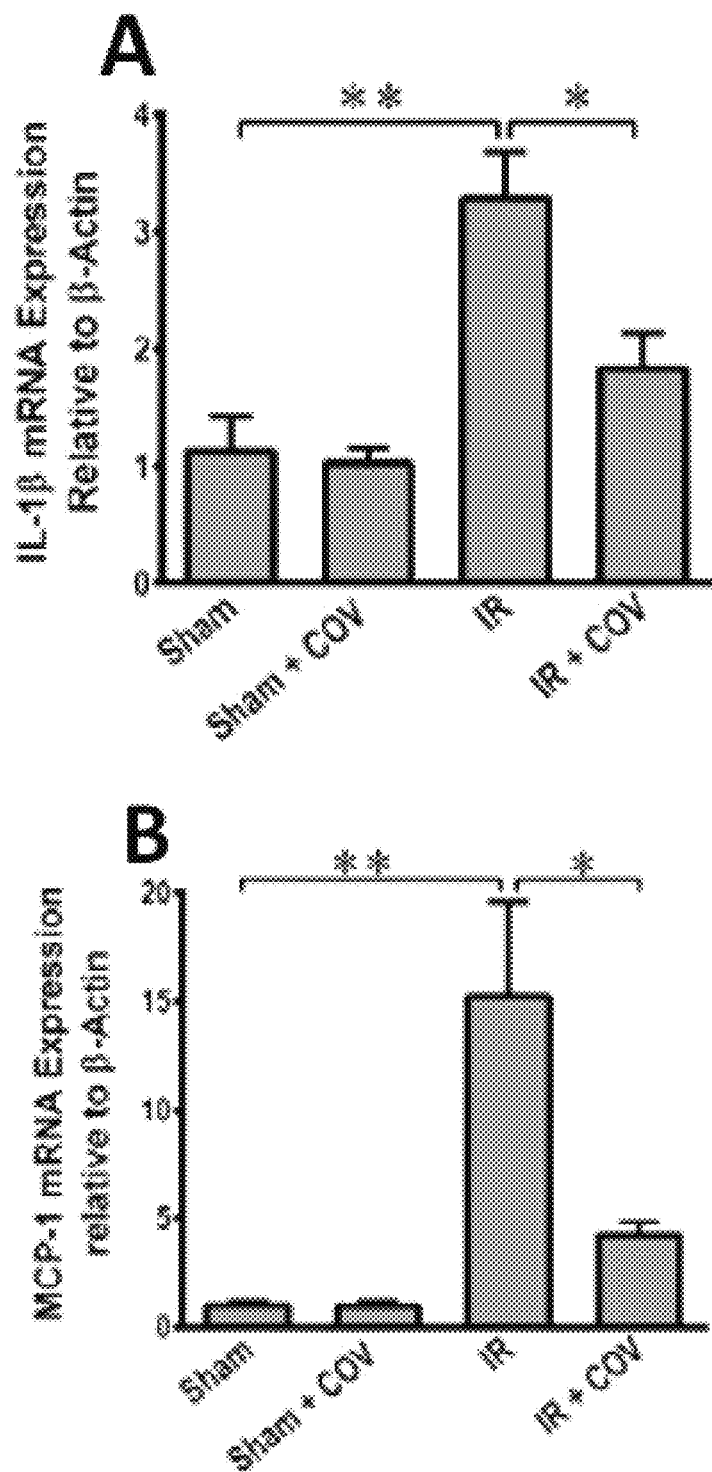 A
** *
IL-1β mRNA Expression
Relative to β-Actin
4
3
2
1
0
Sham
Sham + COV
IR
IR + COV
B
** *
MCP-1 mRNA Expression
relative to β-Actin
20
15
10
5
0
Sham
Sham + COV
IR
IR + COV